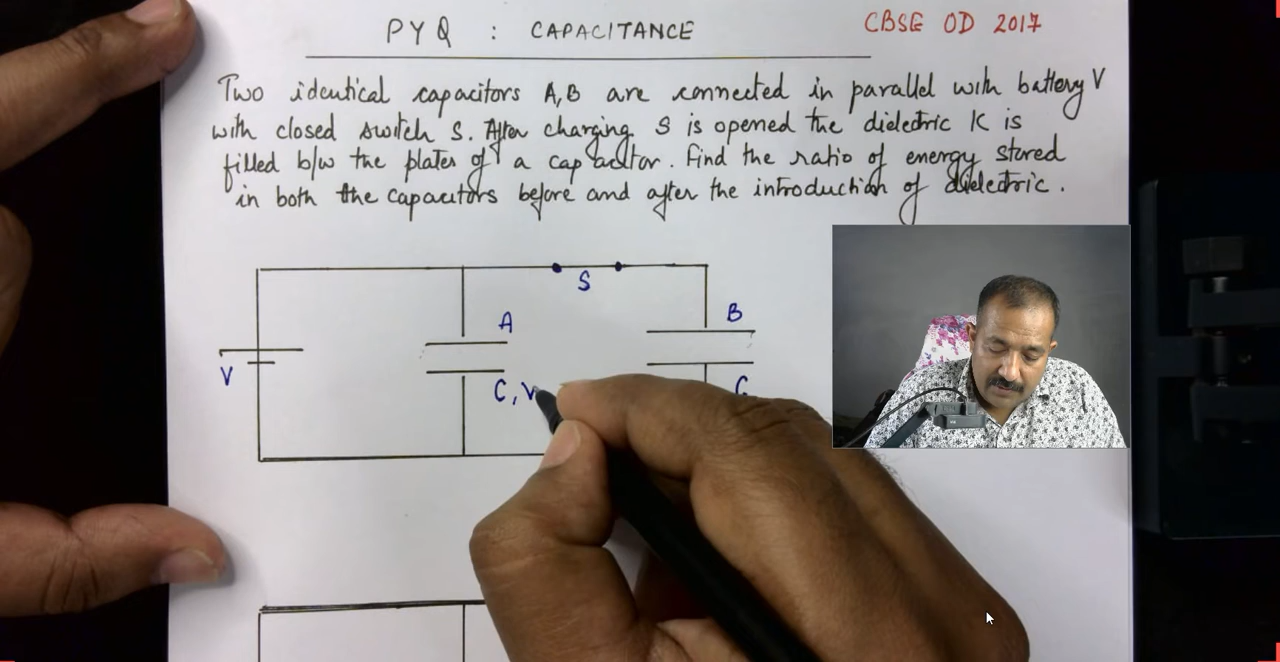 PYQ : CAPACITANCE
CBSE OD 2017
Two identical capacitors A,B are connected in parallel with battery V
with closed switch S. After charging S is opened the dielectric K is
filled b/w the plates of a capacitor. Find the ratio of energy stored
in both the capacitors before and after the introduction of dielectric.
S
A
B
V
C, V
C